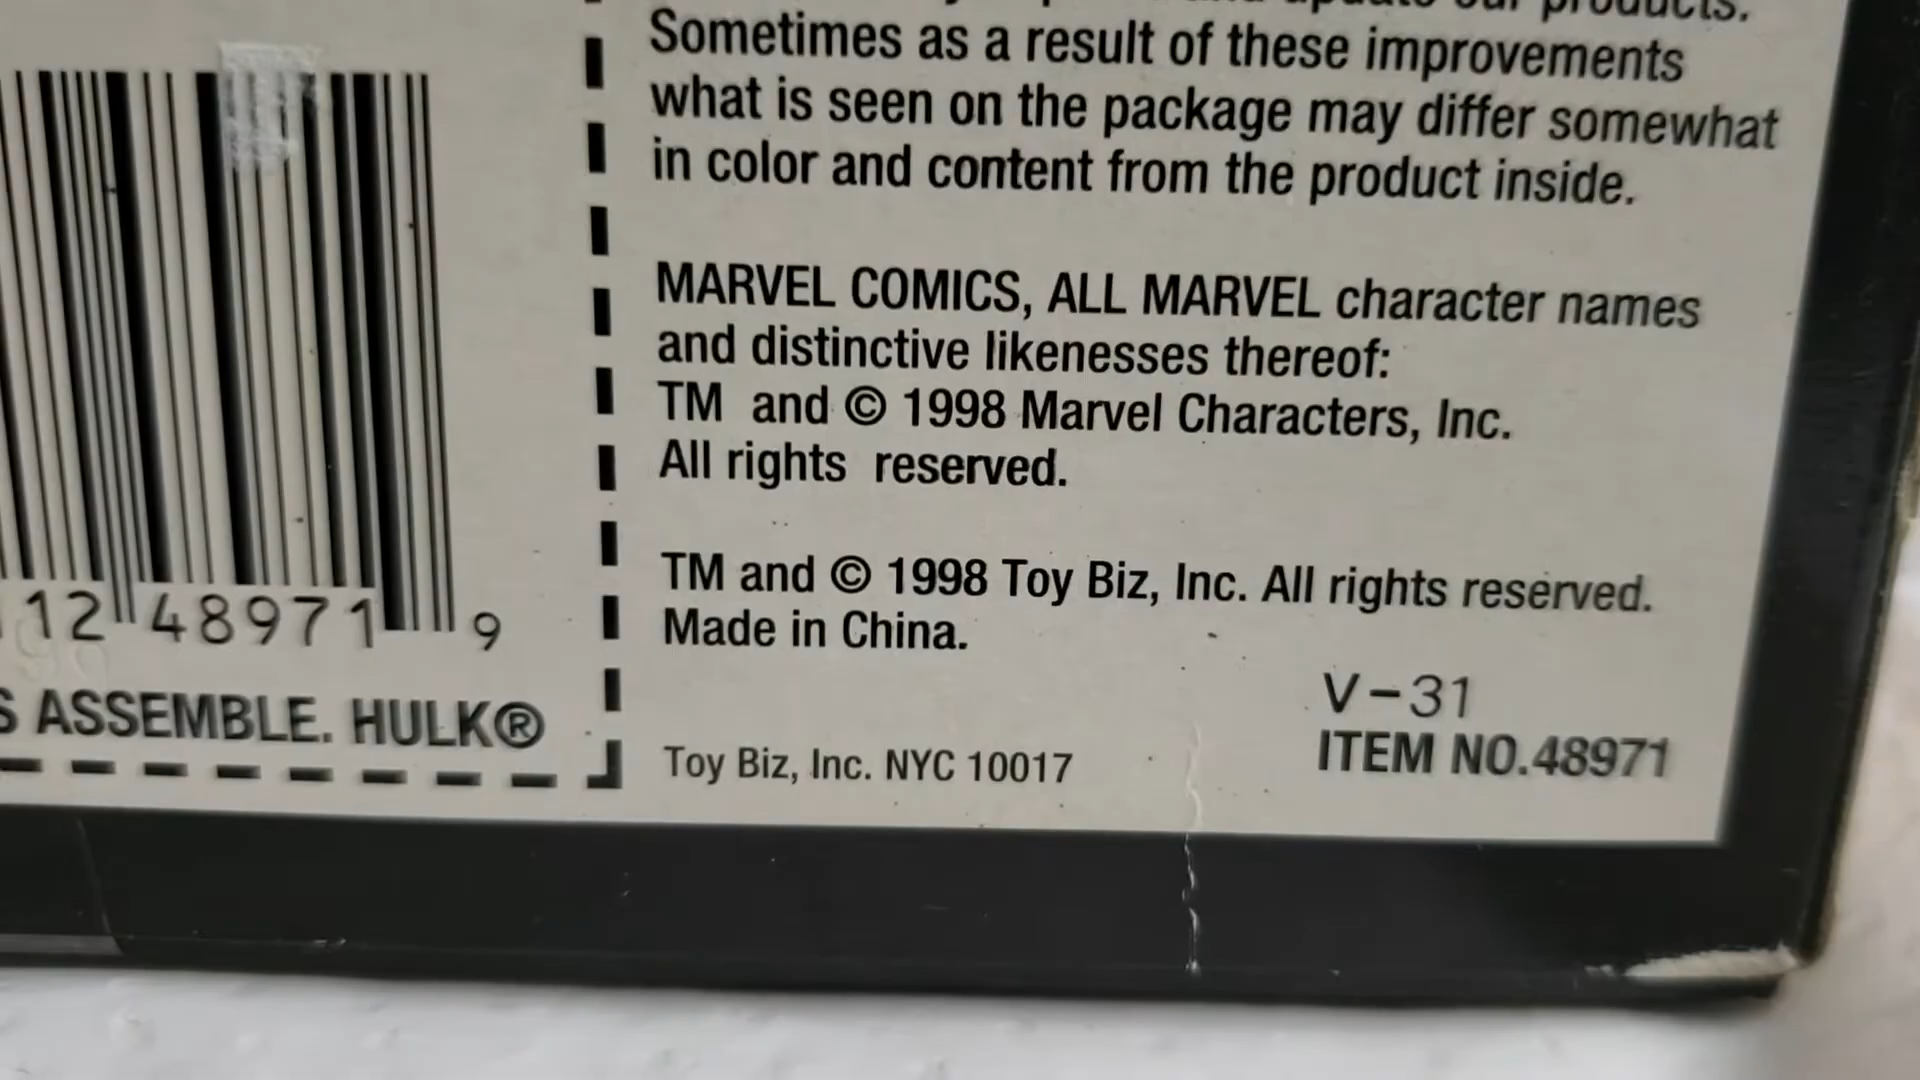 our products.
Sometimes as a result of these improvements
what is seen on the package may differ somewhat
in color and content from the product inside.
MARVEL COMICS, ALL MARVEL character names
and distinctive likenesses thereof:
TM and © 1998 Marvel Characters, Inc.
All rights reserved.
TM and © 1998 Toy Biz, Inc. All rights reserved.
Made in China.
V-31
ITEM NO.48971
Toy Biz, Inc. NYC 10017
12 48971 9
ASSEMBLE. HULK®